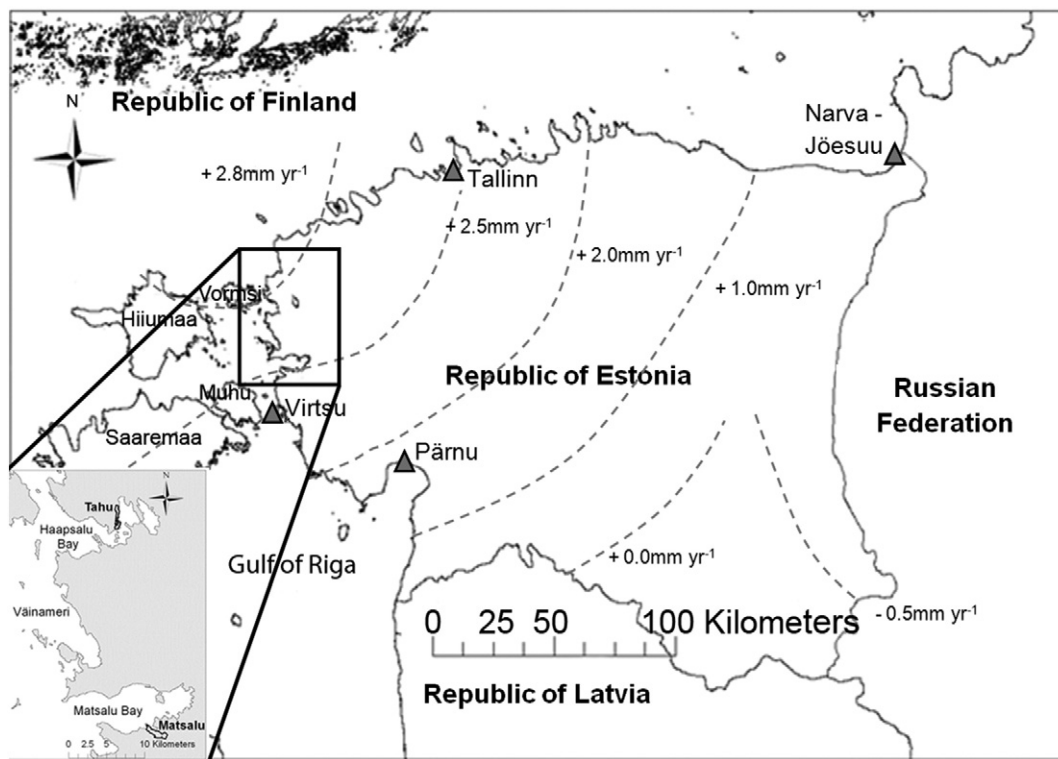 Republic of Finland
N
Narva -
Jöesuu
+ 2.8mm yr-1
Tallinn
+ 2.5mm yr-1
+ 2.0mm yr-1
+ 1.0mm yr-1
Vormsi
Hiiumaa
Republic of Estonia
Russian
Federation
Muhu
Virtsu
Saaremaa
Pärnu
Gulf of Riga
+ 0.0mm yr-1
- 0.5mm yr-1
0 25 50 100 Kilometers
Republic of Latvia
N
Tahu
Haapsalu
Bay
Väinameri
Matsalu Bay
Matsalu
0 2.5 5 10 Kilometers